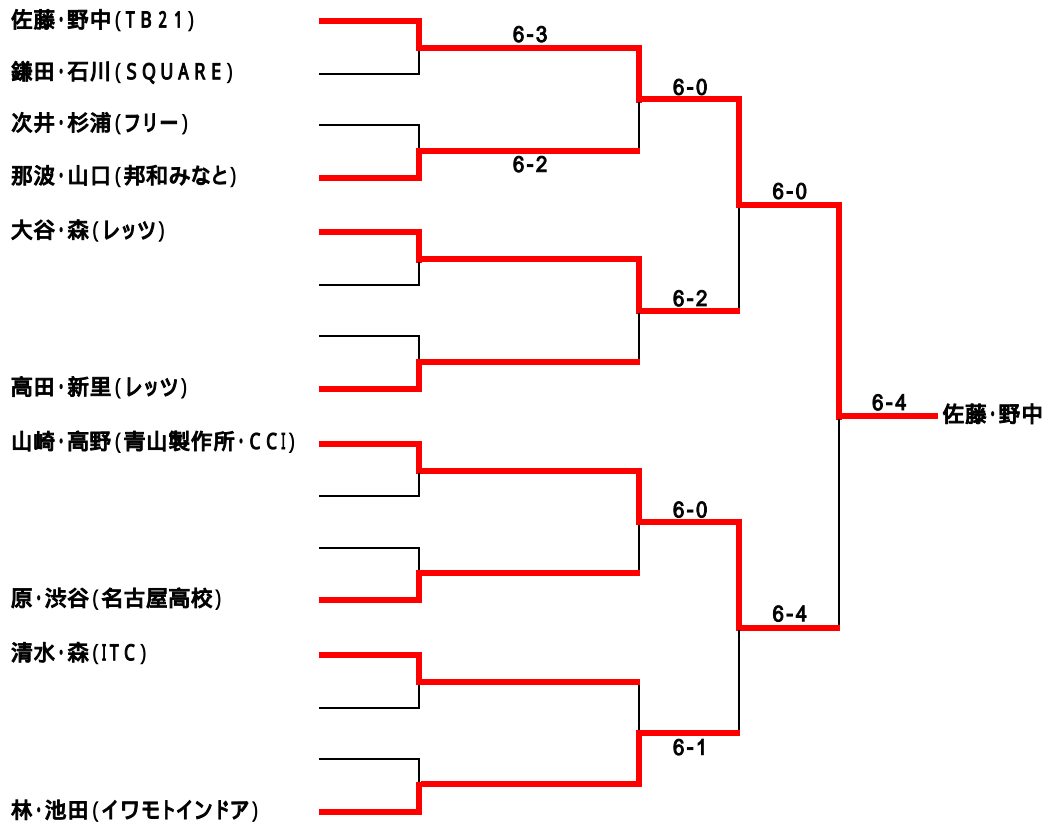 佐藤・野中(TB21)
鎌田・石川(SQUARE)
次井・杉浦(フリー)
那波・山口(邦和みなと)
大谷・森(レッツ)
高田・新里(レッツ)
山崎・高野(青山製作所・CCI)
原・渋谷(名古屋高校)
清水・森(ITC)
林・池田(イワモトインドア)
6-3
6-2
6-0
6-2
6-0
6-1
6-0
6-4
6-4
佐藤・野中